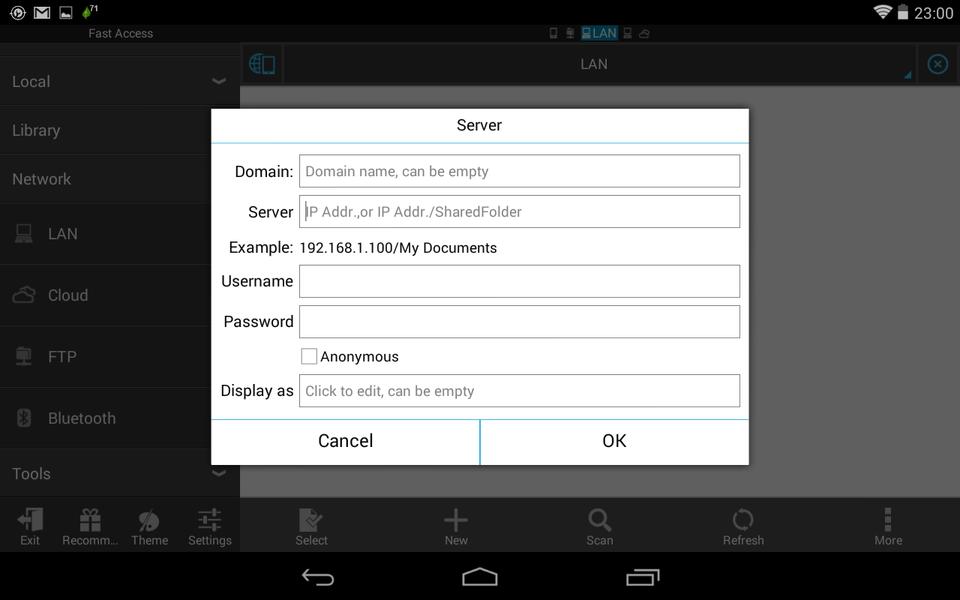 71
23:00
Fast Access
LAN
Local
LAN
Library
Network
LAN
Cloud
FTP
Bluetooth
Tools
Server
Domain: Domain name, can be empty
Server IP Addr.,or IP Addr./SharedFolder
Example: 192.168.1.100/My Documents
Username
Password
Anonymous
Display as Click to edit, can be empty
Cancel OK
Exit Recomm... Theme Settings Select New Scan Refresh More